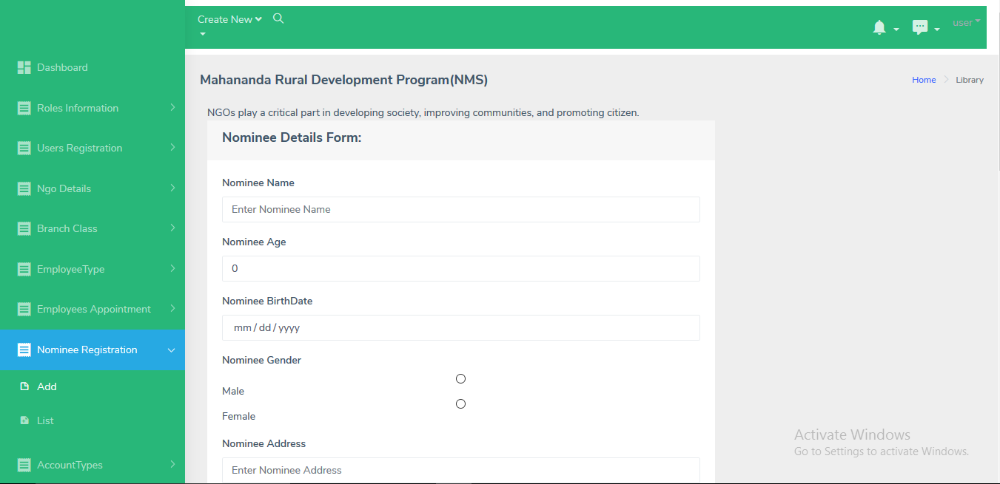 Create New
user
Dashboard
Roles Information
Users Registration
Ngo Details
Branch Class
EmployeeType
Employees Appointment
Nominee Registration
Add
List
AccountTypes
Mahananda Rural Development Program(NMS)
Home Library
NGOs play a critical part in developing society, improving communities, and promoting citizen.
Nominee Details Form:
Nominee Name
Enter Nominee Name
Nominee Age
0
Nominee BirthDate
mm / dd / yyyy
Nominee Gender
Male
Female
Nominee Address
Enter Nominee Address
Activate Windows
Go to Settings to activate Windows.